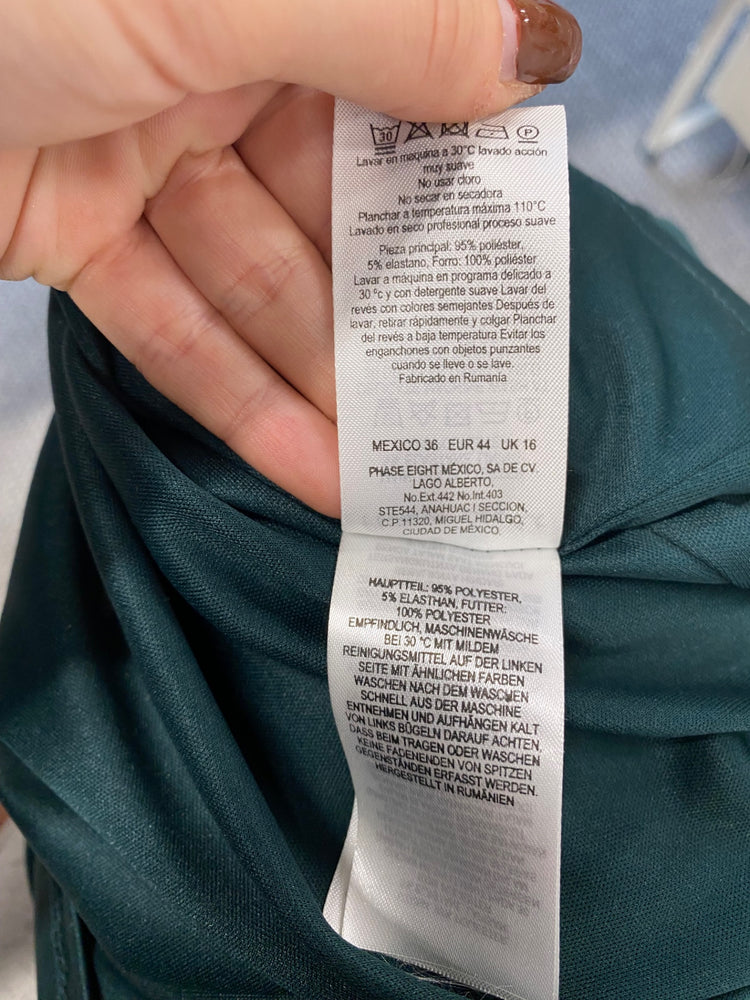 30
P
Lavar en maquina a 30°C lavado acción
muy suave
No usar cloro
No secar en secadora
Planchar a temperatura máxima 110°C
Lavado en seco profesional proceso suave
Pieza principal: 95% poliéster,
5% elastano. Forro: 100% poliéster
Lavar a máquina en programa delicado a
30 °c y con detergente suave Lavar del
revés con colores semejantes Después de
lavar, retirar rápidamente y colgar Planchar
del revés a baja temperatura Evitar los
enganchones con objetos punzantes
cuando se lleve o se lave.
Fabricado en Rumanía
MEXICO 36 EUR 44 UK 16
PHASE EIGHT MÉXICO, SA DE CV.
LAGO ALBERTO,
No.Ext.442 No.Int.403
STE544, ANAHUAC I SECCION,
C.P 11320, MIGUEL HIDALGO,
CIUDAD DE MÉXICO
HAUPTTEIL: 95% POLYESTER,
5% ELASTHAN, FUTTER:
100% POLYESTER
EMPFINDLICH, MASCHINENWÄSCHE
BEI 30 °C MIT MILDEM
REINIGUNGSMITTEL AUF DER LINKEN
SEITE MIT ÄHNLICHEN FARBEN
WASCHEN NACH DEM WASCHEN
SCHNELL AUS DER MASCHINE
ENTNEHMEN UND AUFHÄNGEN KALT
VON LINKS BÜGELN DARAUF ACHTEN,
DASS BEIM TRAGEN ODER WASCHEN
KEINE FADENENDEN VON SPITZEN
GEGENSTÄNDEN ERFASST WERDEN.
HERGESTELLT IN RUMÄNIEN